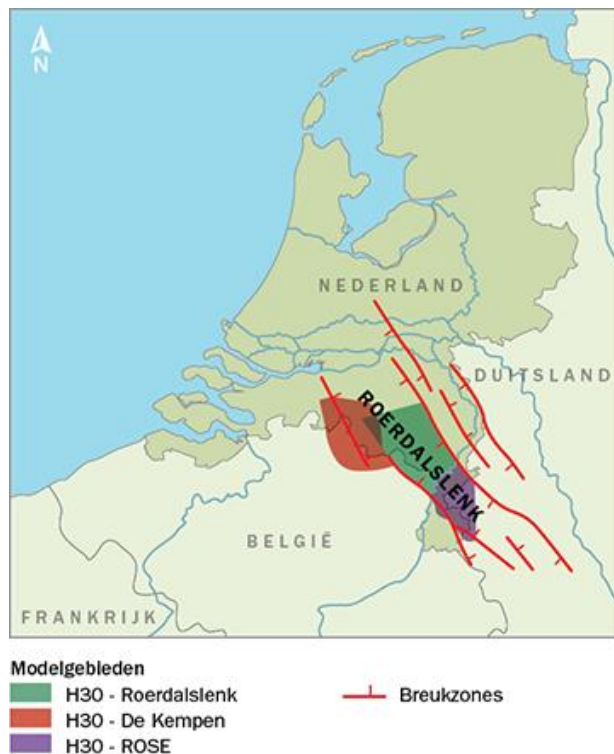 N
NEDERLAND
DUITSLAND
ROERDALSLENK
BELGIË
FRANKRIJK
Modelgebieden
H30 - Roerdalslenk
H30 - De Kempen
H30 - ROSE
Breukzones